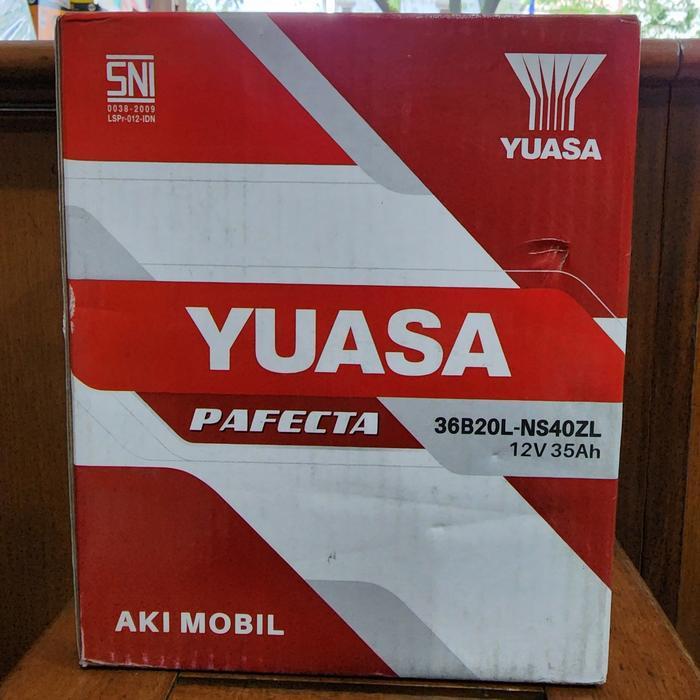 SNI
0038-2009
LSPr-012-IDN
YUASA
YUASA
PAFECTA
36B20L-NS40ZL
12V 35Ah
AKI MOBIL